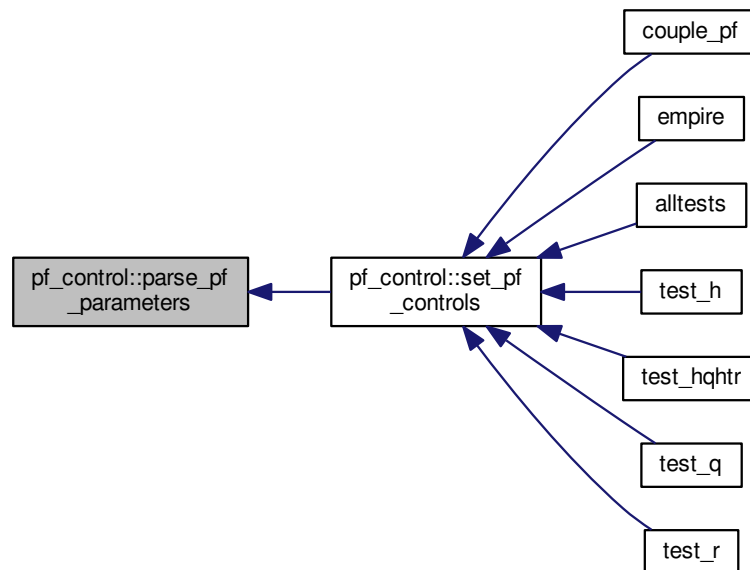 couple_pf
empire
alltests
pf_control::parse_pf
_parameters
pf_control::set_pf
_controls
test_h
test_hqhtr
test_q
test_r